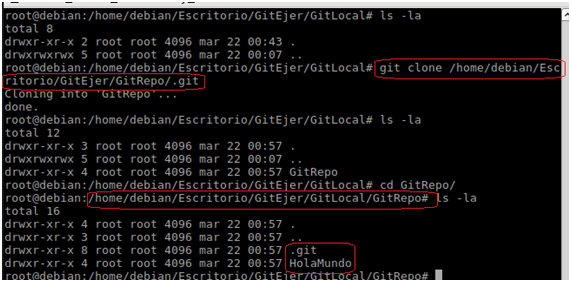 root@debian:/home/debian/Escritorio/GitEjer/GitLocal# ls -la
total 8
drwxr-xr-x 2 root root 4096 mar 22 00:43 .
drwxrwxrwx 5 root root 4096 mar 22 00:07 ..
root@debian:/home/debian/Escritorio/GitEjer/GitLocal# git clone /home/debian/Esc
ritorio/GitEjer/GitRepo/.git
Cloning into 'GitRepo'...
done.
root@debian:/home/debian/Escritorio/GitEjer/GitLocal# ls -la
total 12
drwxr-xr-x 3 root root 4096 mar 22 00:57 .
drwxrwxrwx 5 root root 4096 mar 22 00:07 ..
drwxr-xr-x 4 root root 4096 mar 22 00:57 GitRepo
root@debian:/home/debian/Escritorio/GitEjer/GitLocal# cd GitRepo/
root@debian:/home/debian/Escritorio/GitEjer/GitLocal/GitRepo# ls -la
total 16
drwxr-xr-x 4 root root 4096 mar 22 00:57 .
drwxr-xr-x 3 root root 4096 mar 22 00:57 ..
drwxr-xr-x 8 root root 4096 mar 22 00:57 .git
drwxr-xr-x 4 root root 4096 mar 22 00:57 HolaMundo
root@debian:/home/debian/Escritorio/GitEjer/GitLocal/GitRepo#